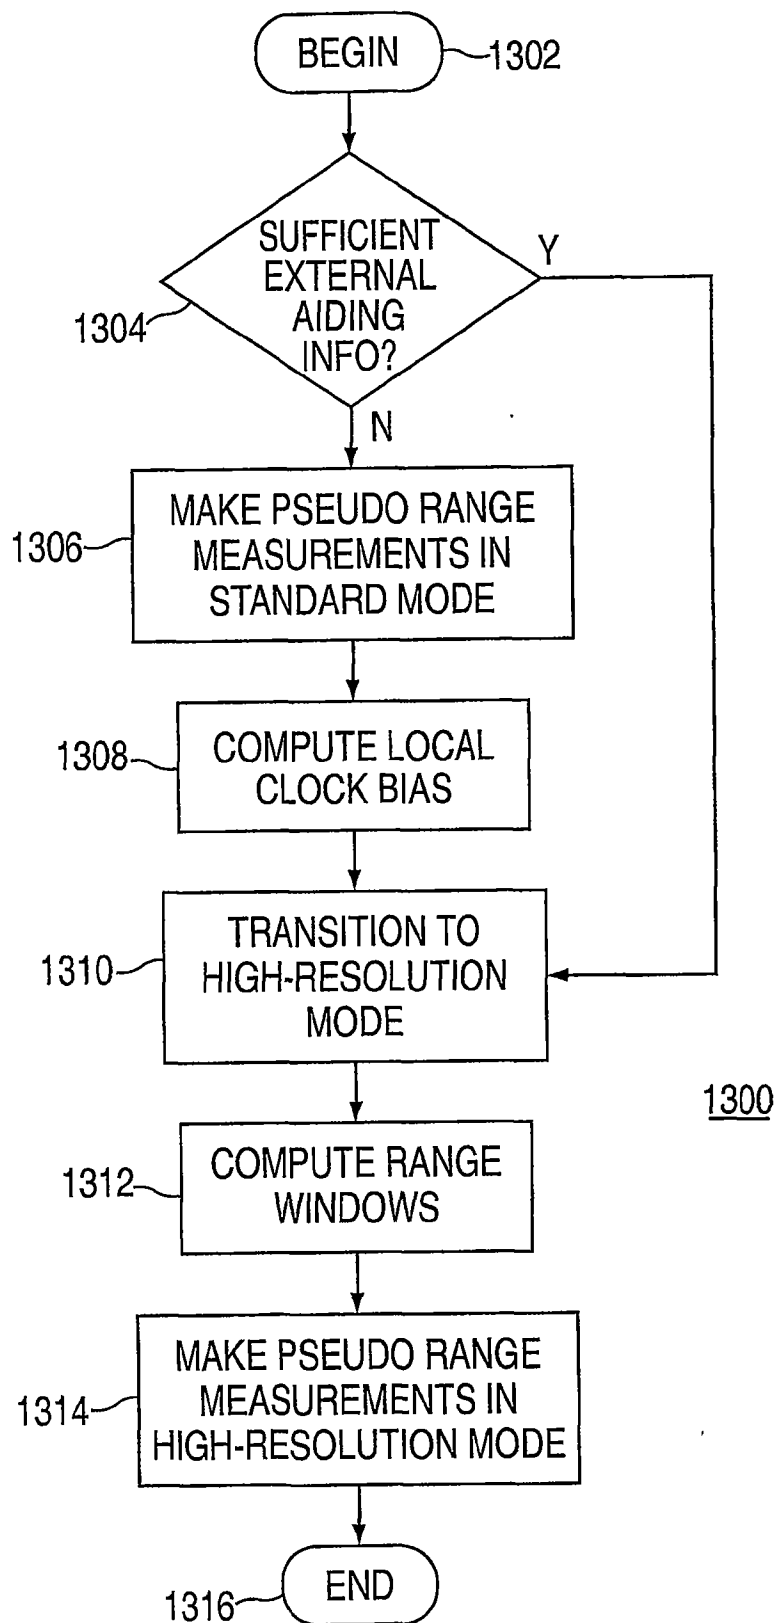 BEGIN
1302
SUFFICIENT
EXTERNAL
AIDING
INFO?
Y
1304
N
MAKE PSEUDO RANGE
MEASUREMENTS IN
STANDARD MODE
1306
COMPUTE LOCAL
CLOCK BIAS
1308
TRANSITION TO
HIGH-RESOLUTION
MODE
1310
1300
COMPUTE RANGE
WINDOWS
1312
MAKE PSEUDO RANGE
MEASUREMENTS IN
HIGH-RESOLUTION MODE
1314
END
1316